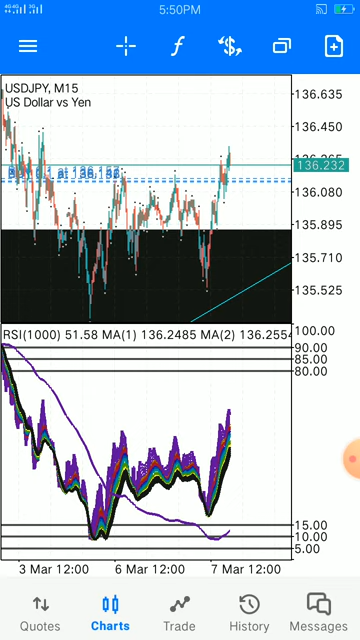 5:50PM
USDJPY, M15
US Dollar vs Yen
136.635
136.450
136.265
136.232
136.080
135.895
135.710
135.525
RSI(1000) 51.58 MA(1) 136.2485 MA(2) 136.2554
100.00
90.00
85.00
80.00
15.00
10.00
5.00
3 Mar 12:00 6 Mar 12:00 7 Mar 12:00
Quotes Charts Trade History Messages